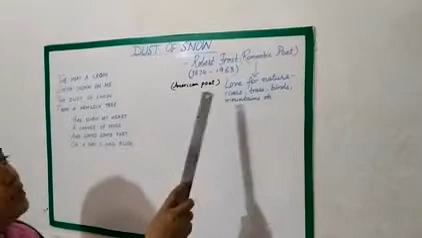 DUST OF SNOW
- Robert Frost (Romantic Poet)
(1874 - 1963)
(American poet)
Love for nature -
rivers, trees, birds,
mountains etc
THE WAY A CROW
SHOOK DOWN ON ME
THE DUST OF SNOW
FROM A HEMLOCK TREE
HAS GIVEN MY HEART
A CHANGE OF MOOD
AND SAVED SOME PART
OF A DAY I HAD RUED.